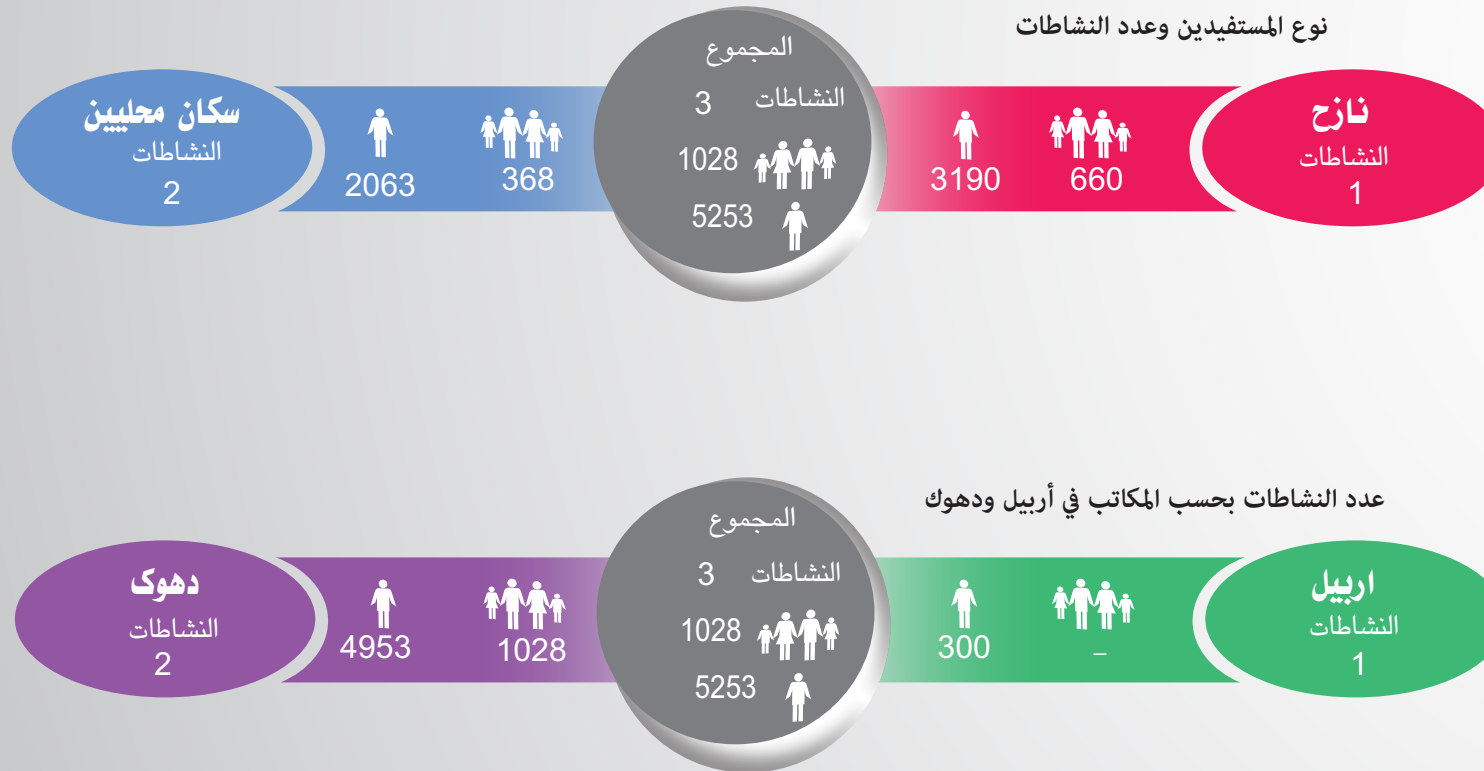 نوع المستفيدين وعدد النشاطات
نازح
النشاطات
1
660
3190
المجموع
النشاطات 3
1028
5253
368
2063
سكان محليين
النشاطات
2
عدد النشاطات بحسب المكاتب في أربيل ودهوك
اربيل
النشاطات
1
–
300
المجموع
النشاطات 3
1028
5253
1028
4953
دهوك
النشاطات
2